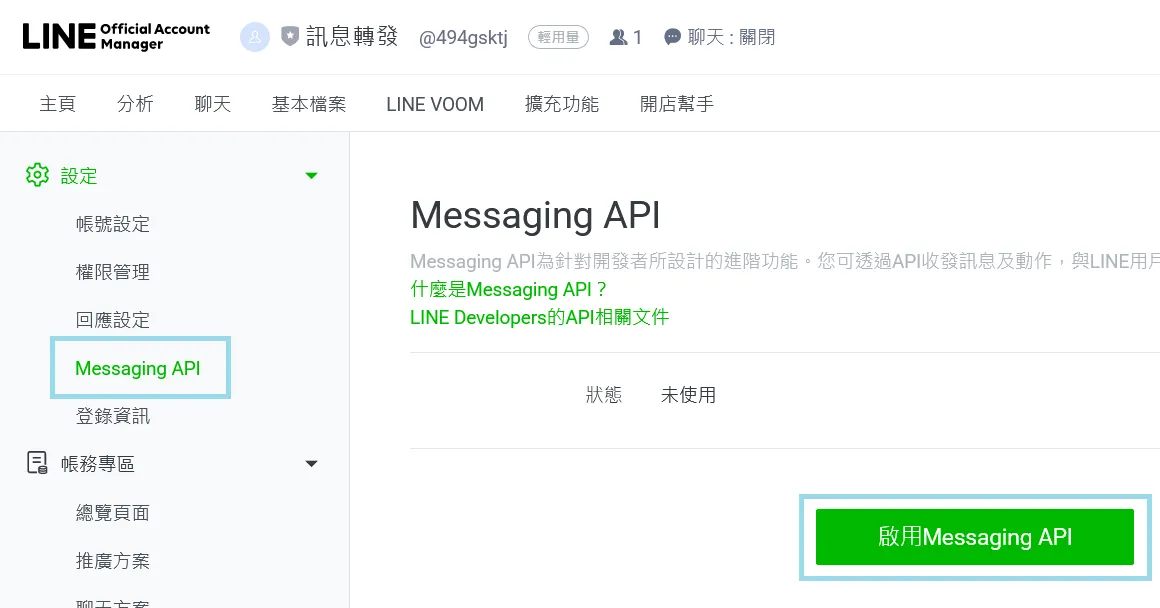 LINE Official Account Manager
訊息轉發 @494gsktj 輕用量 1 聊天 : 關閉
主頁 分析 聊天 基本檔案 LINE VOOM 擴充功能 開店幫手
設定
帳號設定
權限管理
回應設定
Messaging API
登錄資訊
帳務專區
總覽頁面
推廣方案
聊天方案
Messaging API
Messaging API為針對開發者所設計的進階功能。您可透過API收發訊息及動作，與LINE用戶
什麼是Messaging API？
LINE Developers的API相關文件
狀態 未使用
啟用Messaging API